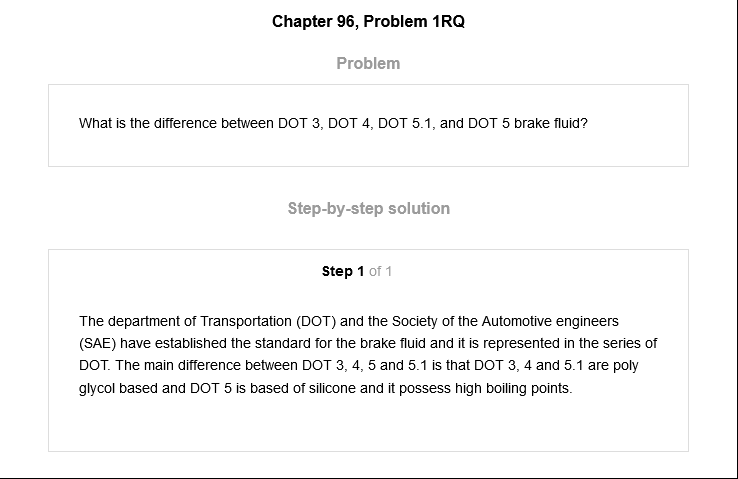 Chapter 96, Problem 1RQ
Problem
What is the difference between DOT 3, DOT 4, DOT 5.1, and DOT 5 brake fluid?
Step-by-step solution
Step 1 of 1
The department of Transportation (DOT) and the Society of the Automotive engineers
(SAE) have established the standard for the brake fluid and it is represented in the series of
DOT. The main difference between DOT 3, 4, 5 and 5.1 is that DOT 3, 4 and 5.1 are poly
glycol based and DOT 5 is based of silicone and it possess high boiling points.